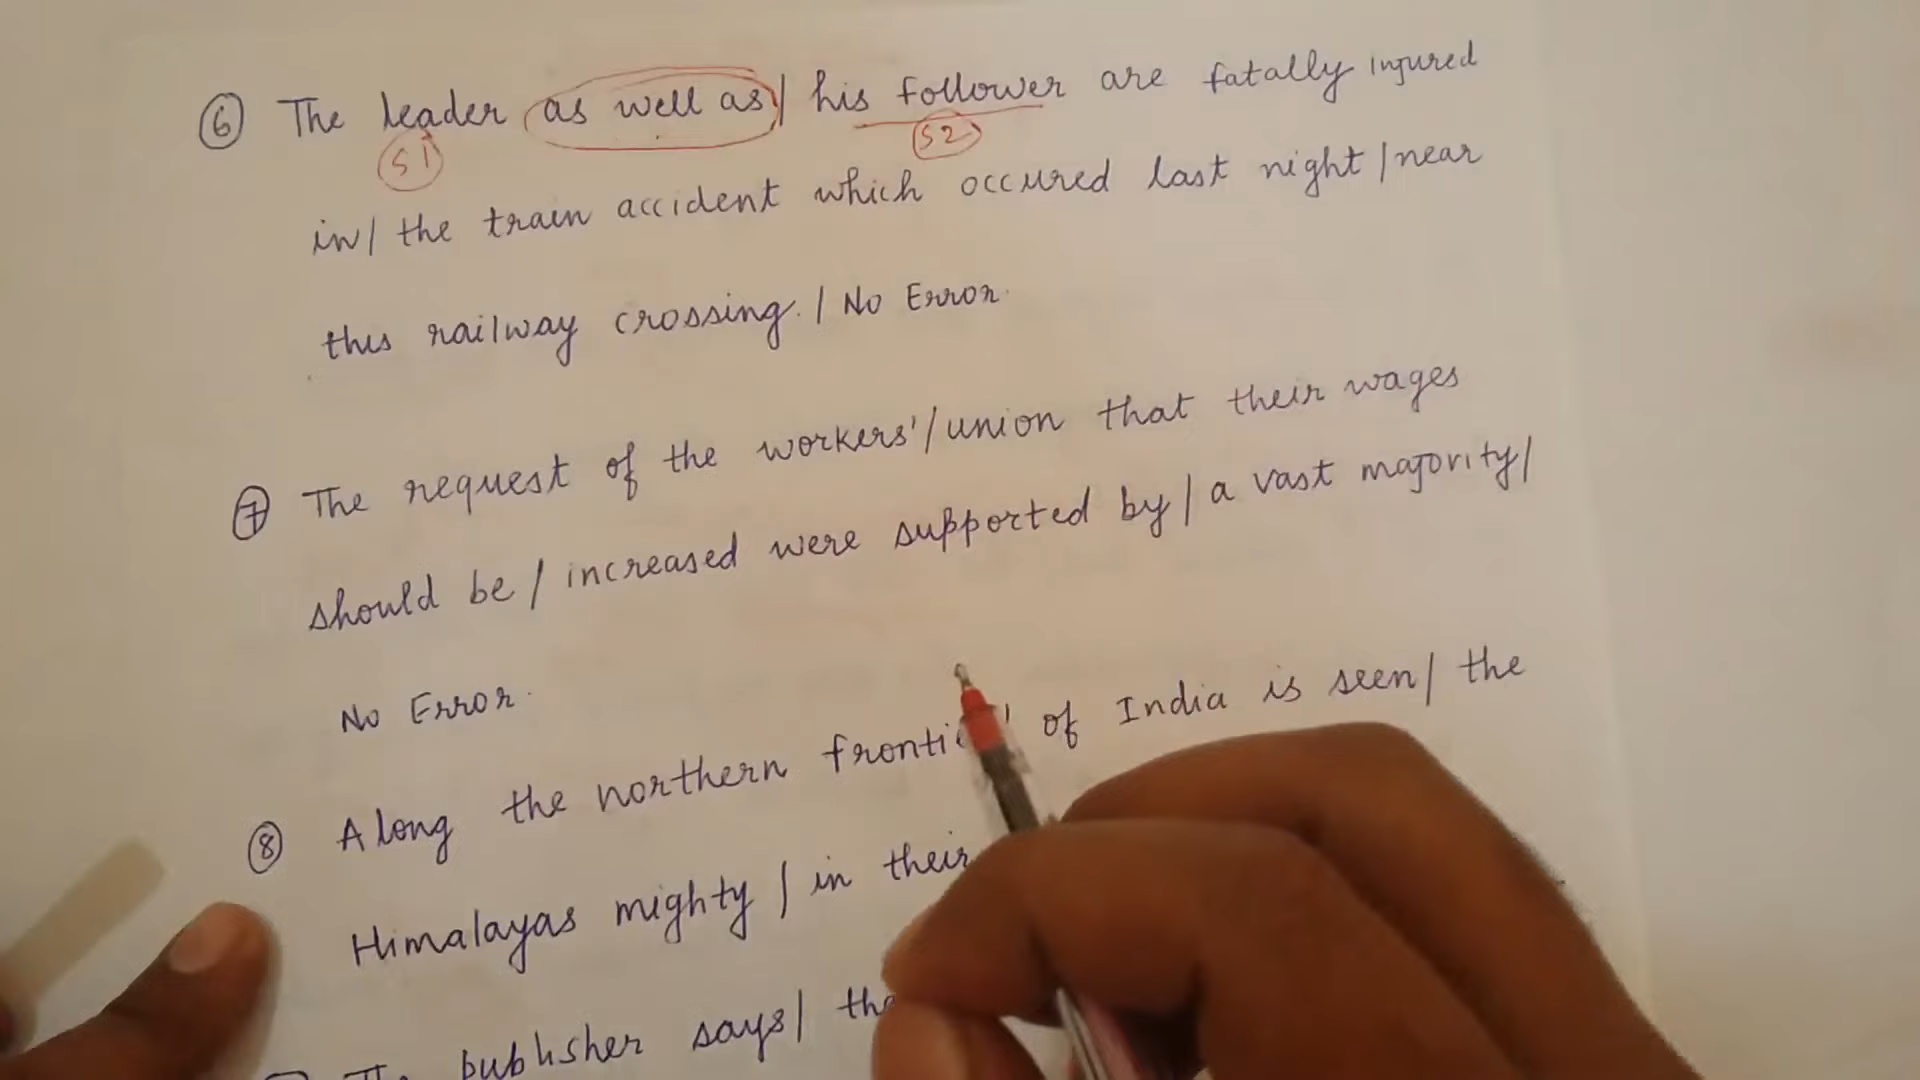 6 The leader as well as / his follower are fatally injured
S1 S2
in / the train accident which occured last night / near
this railway crossing. / No Error.
7 The request of the workers' / union that their wages
should be / increased were supported by / a vast majority /
No Error.
8 Along the northern of India is seen / the
Himalayas mighty / in their
publisher says /